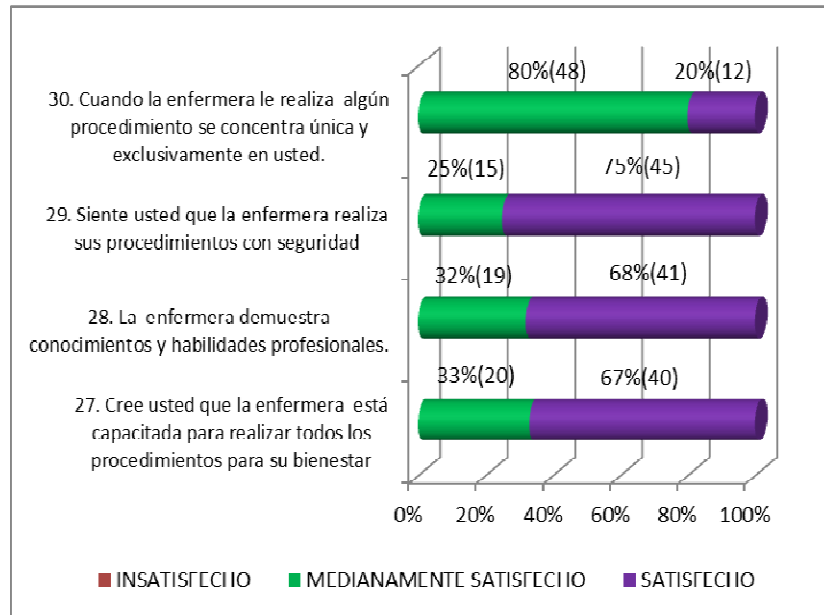 80%(48) 20%(12)
30. Cuando la enfermera le realiza algún
procedimiento se concentra única y
exclusivamente en usted.
25%(15) 75%(45)
29. Siente usted que la enfermera realiza
sus procedimientos con seguridad
32%(19) 68%(41)
28. La enfermera demuestra
conocimientos y habilidades profesionales.
33%(20) 67%(40)
27. Cree usted que la enfermera está
capacitada para realizar todos los
procedimientos para su bienestar
0% 20% 40% 60% 80% 100%
INSATISFECHO MEDIANAMENTE SATISFECHO SATISFECHO